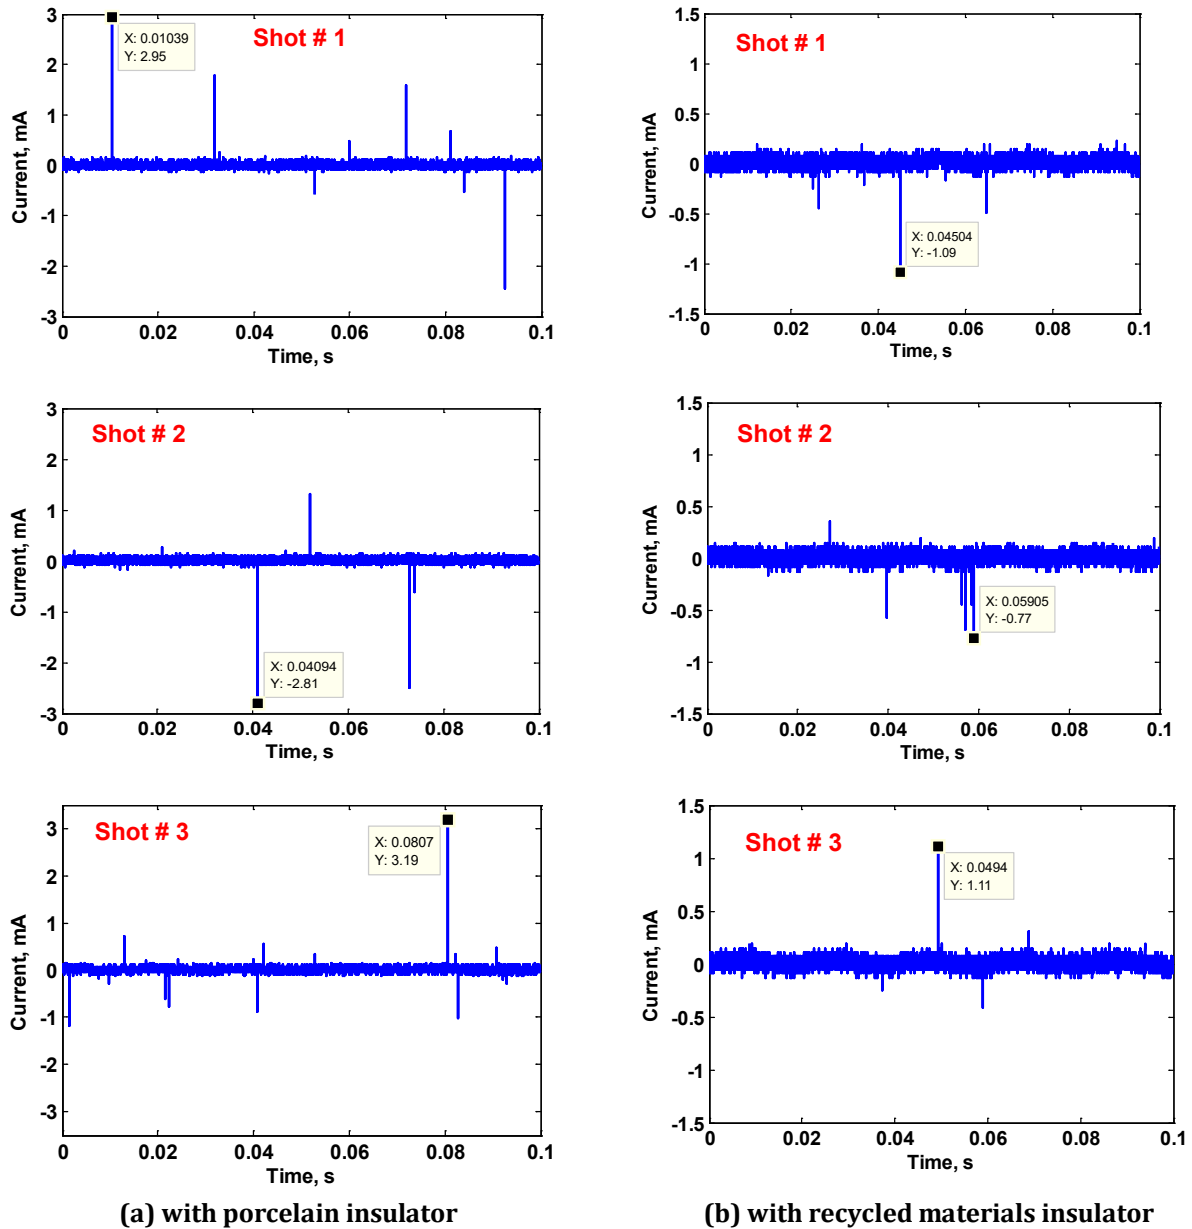 Shot # 1
X: 0.01039
Y: 2.95
Current, mA
3
2
1
0
-1
-2
-3
0
0.02
0.04
0.06
0.08
0.1
Time, s
Shot # 1
X: 0.04504
Y: -1.09
Current, mA
1.5
1
0.5
0
-0.5
-1
-1.5
0
0.02
0.04
0.06
0.08
0.1
Time, s
Shot # 2
X: 0.04094
Y: -2.81
Current, mA
3
2
1
0
-1
-2
-3
0
0.02
0.04
0.06
0.08
0.1
Time, s
Shot # 2
X: 0.05905
Y: -0.77
Current, mA
1.5
1
0.5
0
-0.5
-1
-1.5
0
0.02
0.04
0.06
0.08
0.1
Time, s
Shot # 3
X: 0.0807
Y: 3.19
Current, mA
3
2
1
0
-1
-2
-3
0
0.02
0.04
0.06
0.08
0.1
Time, s
Shot # 3
X: 0.0494
Y: 1.11
Current, mA
1.5
1
0.5
0
-0.5
-1
-1.5
0
0.02
0.04
0.06
0.08
0.1
Time, s
(a) with porcelain insulator
(b) with recycled materials insulator